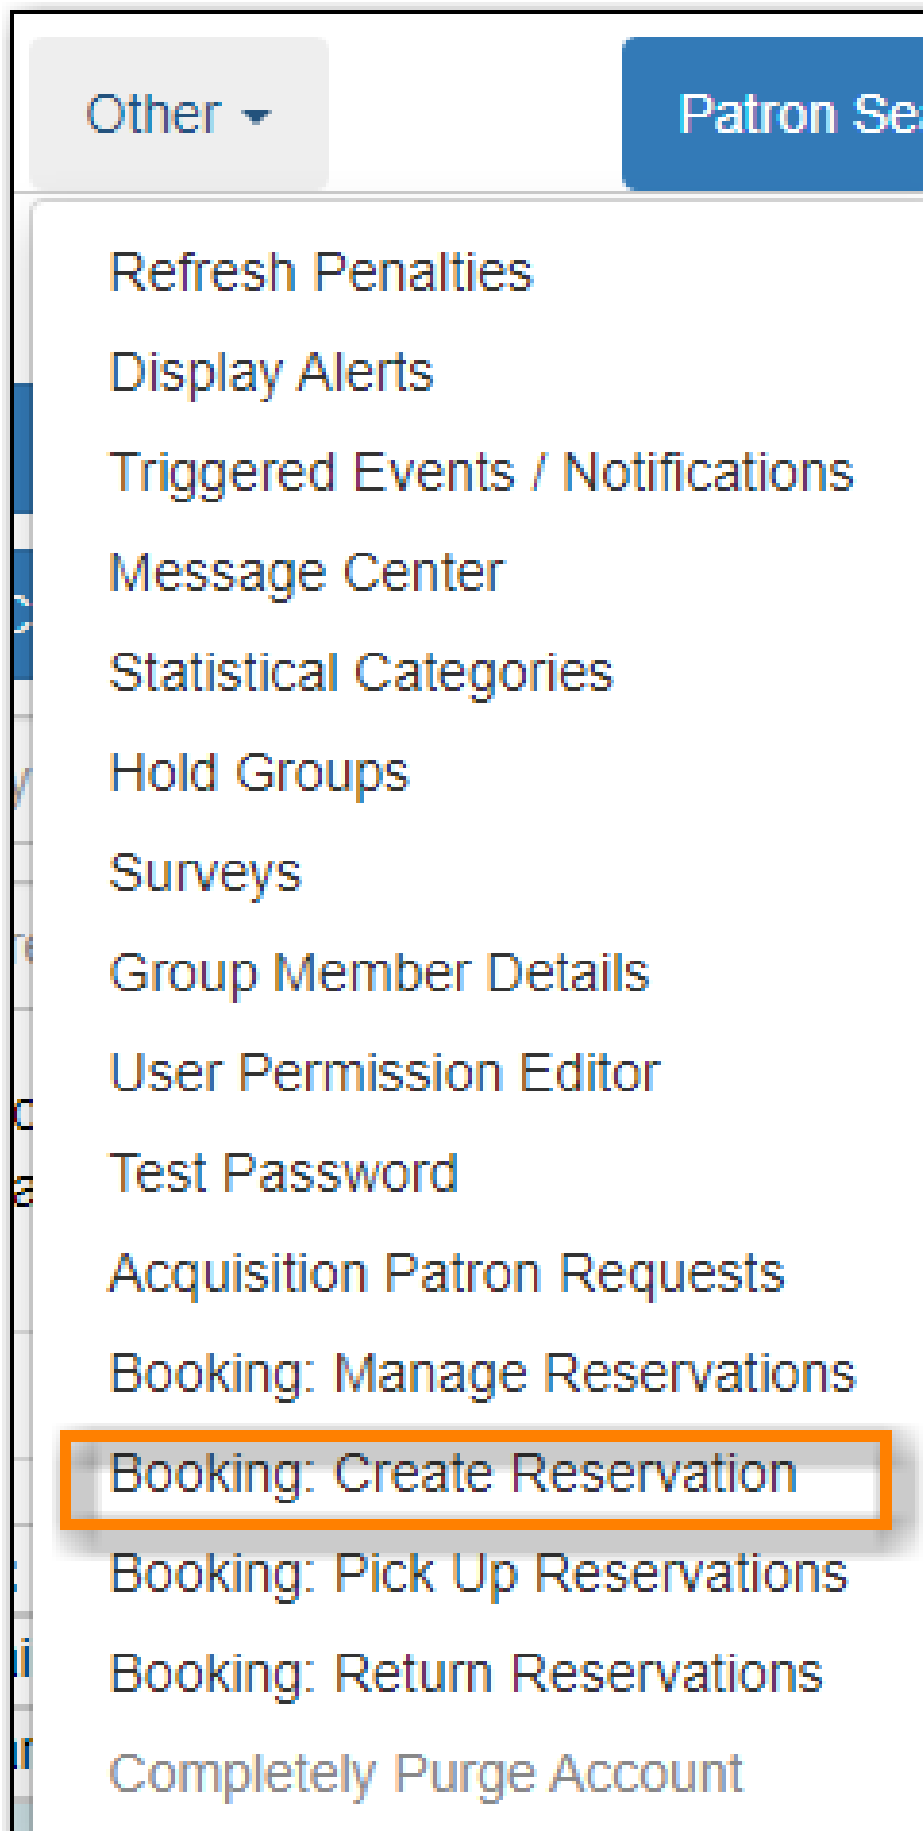 Other
Patron
Refresh Penalties
Display Alerts
Triggered Events / Notifications
Message Center
Statistical Categories
Hold Groups
Surveys
Group Member Details
User Permission Editor
Test Password
Acquisition Patron Requests
Booking: Manage Reservations
Booking: Create Reservation
Booking: Pick Up Reservations
Booking: Return Reservations
Completely Purge Account